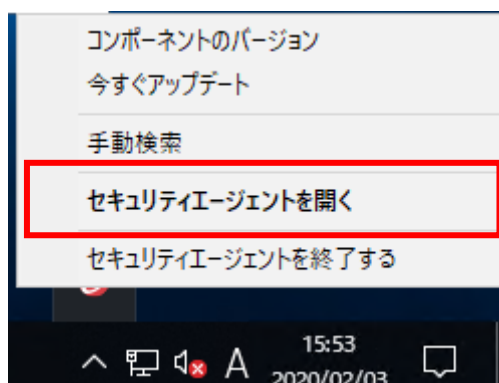 コンポーネントのバージョン
今すぐアップデート
手動検索
セキュリティエージェントを開く
セキュリティエージェントを終了する
A
15:53
2020/02/03